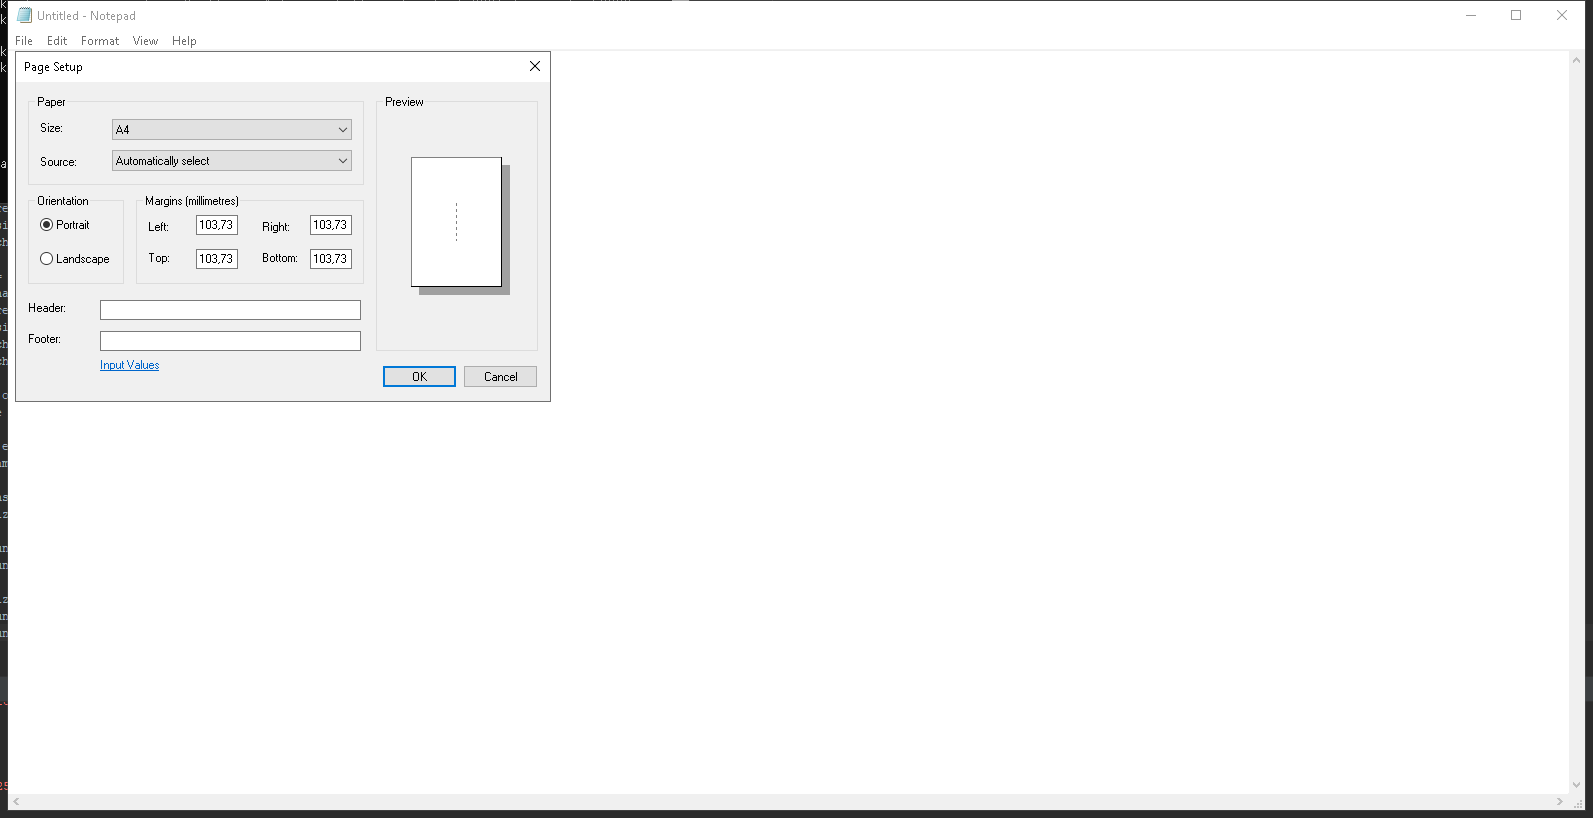 Untitled - Notepad
File Edit Format View Help
Page Setup
Paper
Size: A4
Source: Automatically select
Orientation
Portrait
Landscape
Margins (millimetres)
Left: 103,73 Right: 103,73
Top: 103,73 Bottom: 103,73
Header:
Footer:
Input Values
Preview
OK Cancel